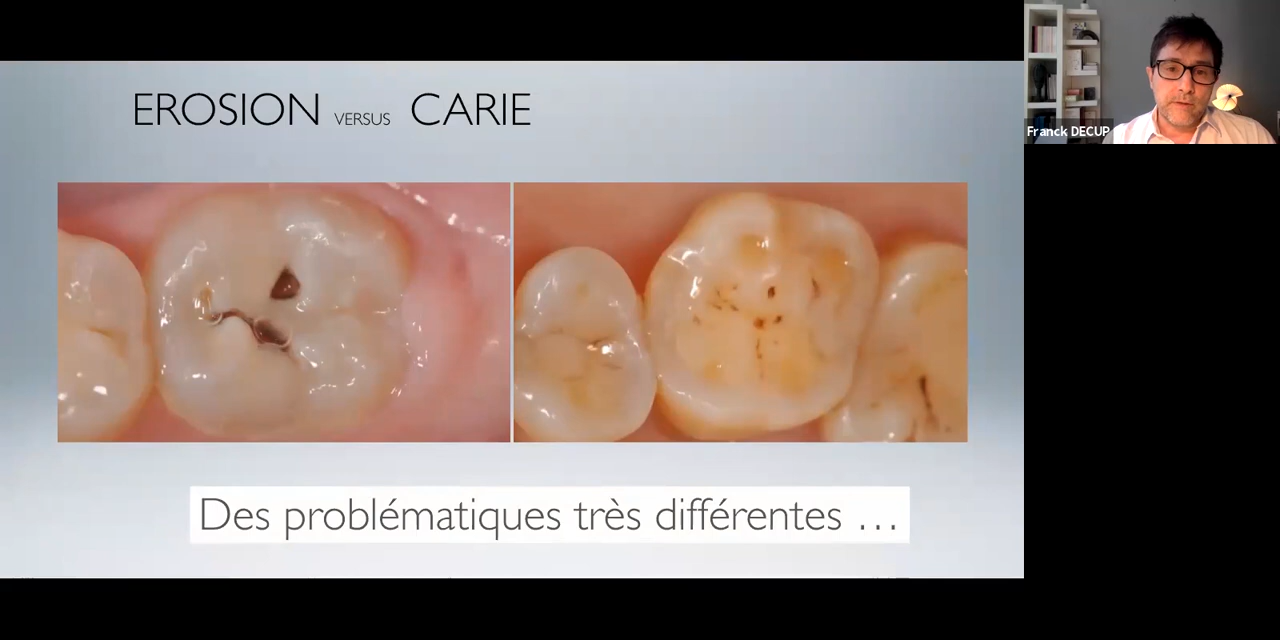 EROSION VERSUS CARIE
Franck DECUP
Des problématiques très différentes ...